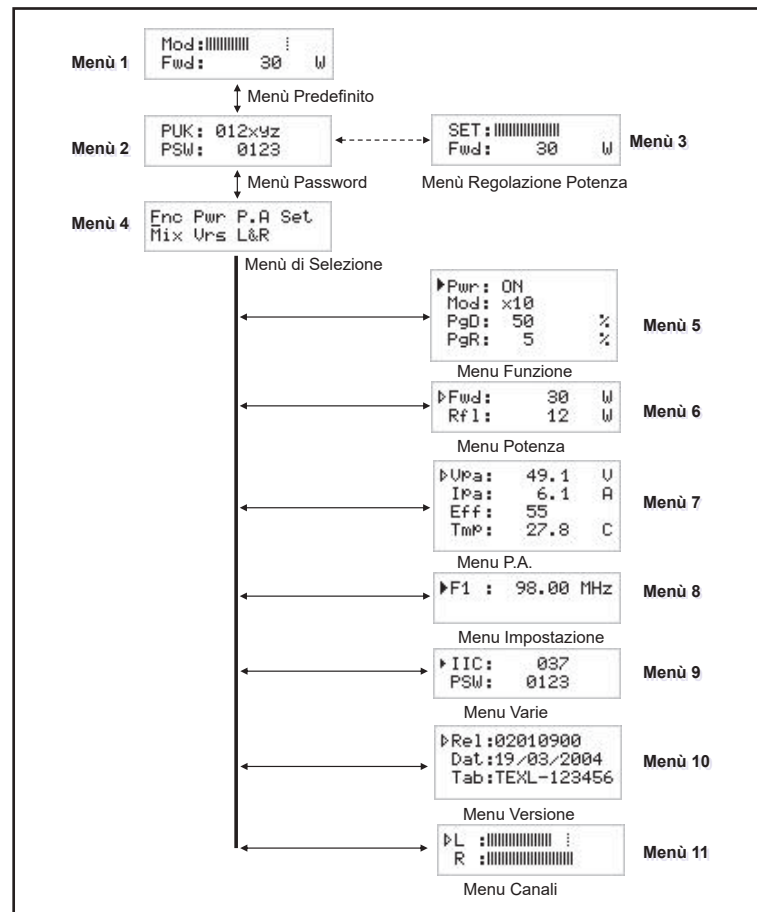 Mod:
Fwd: 30 W
Menù 1
Menù Predefinito
PUK: 012xyz
PSW: 0123
Menù 2
SET:
Fwd: 30 W
Menù 3
Menù Password
Menù Regolazione Potenza
Fnc Pwr P.A Set
Mix Vrs L&R
Menù 4
Menù di Selezione
Pwr: ON
Mod: x10
PgD: 50 %
PgR: 5 %
Menù 5
Menu Funzione
Fwd: 30 W
Rfl: 12 W
Menù 6
Menu Potenza
Vpa: 49.1 V
Ipa: 6.1 A
Eff: 55
Tmp: 27.8 C
Menù 7
Menu P.A.
F1 : 98.00 MHz
Menù 8
Menu Impostazione
IIC: 037
PSW: 0123
Menù 9
Menu Varie
Rel:02010900
Dat:19/03/2004
Tab:TEXL-123456
Menù 10
Menu Versione
L :
R :
Menù 11
Menu Canali